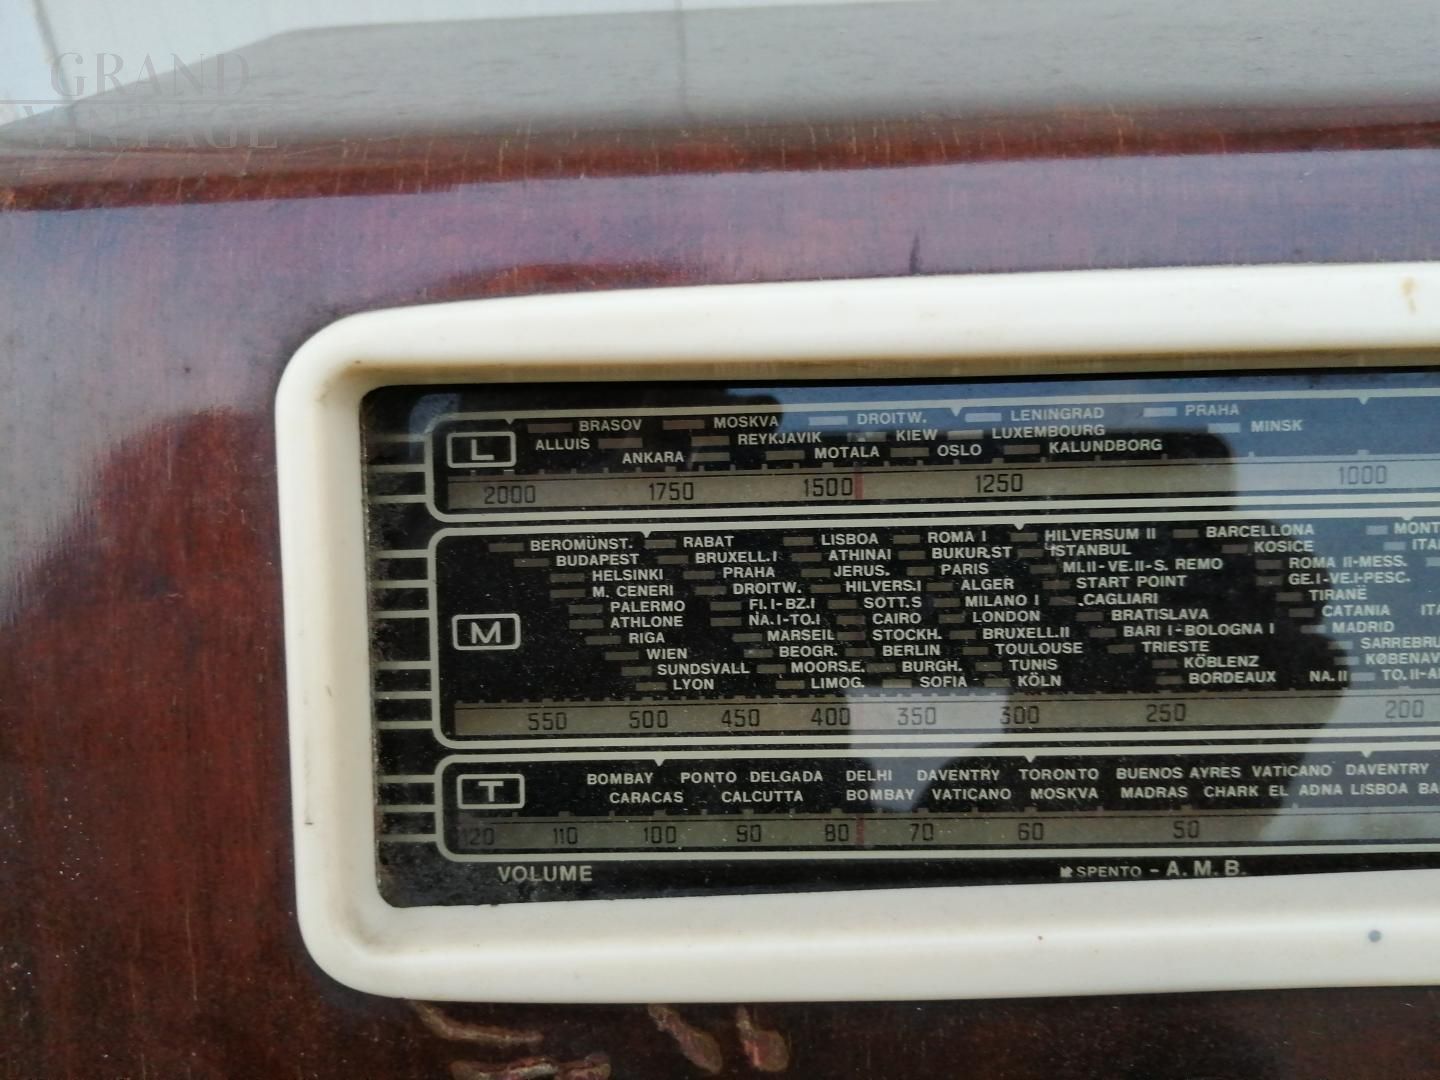 GRAND
VINTAGE
BRASOV MOSKVA DROITW. LENINGRAD PRAHA
ALLUIS REYKJAVIK KIEW LUXEMBOURG MINSK
ANKARA MOTALA OSLO KALUNDBORG
L
2000 1750 1500 1250 1000
BEROMÜNST. RABAT LISBOA ROMA I HILVERSUM II BARCELLONA
BUDAPEST BRUXELL.I ATHINAI BUKUR.ST ISTANBUL KOSICE
HELSINKI PRAHA JERUS. PARIS MI.II-VE.II-S. REMO ROMA II-MESS.
M. CENERI DROITW. HILVERS.I ALGER START POINT GE.I-VE.I-PESC.
PALERMO FI.I-BZ.I SOTT.S MILANO I CAGLIARI TIRANË
ATHLONE NA.I-TO.I CAIRO LONDON BRATISLAVA CATANIA
RIGA MARSEIL STOCKH. BRUXELL.II BARI I-BOLOGNA I MADRID
M
WIEN BEOGR. BERLIN TOULOUSE TRIESTE
SUNDSVALL MOORS.E. BURGH. TUNIS KÖBLENZ
LYON LIMOG. SOFIA KÖLN BORDEAUX NA.II
550 500 450 400 350 300 250 200
BOMBAY PONTO DELGADA DELHI DAVENTRY TORONTO BUENOS AYRES VATICANO DAVENTRY
CARACAS CALCUTTA BOMBAY VATICANO MOSKVA MADRAS CHARK EL ADNA LISBOA
T
120 110 100 90 80 70 60 50
VOLUME SPENTO - A. M. B.